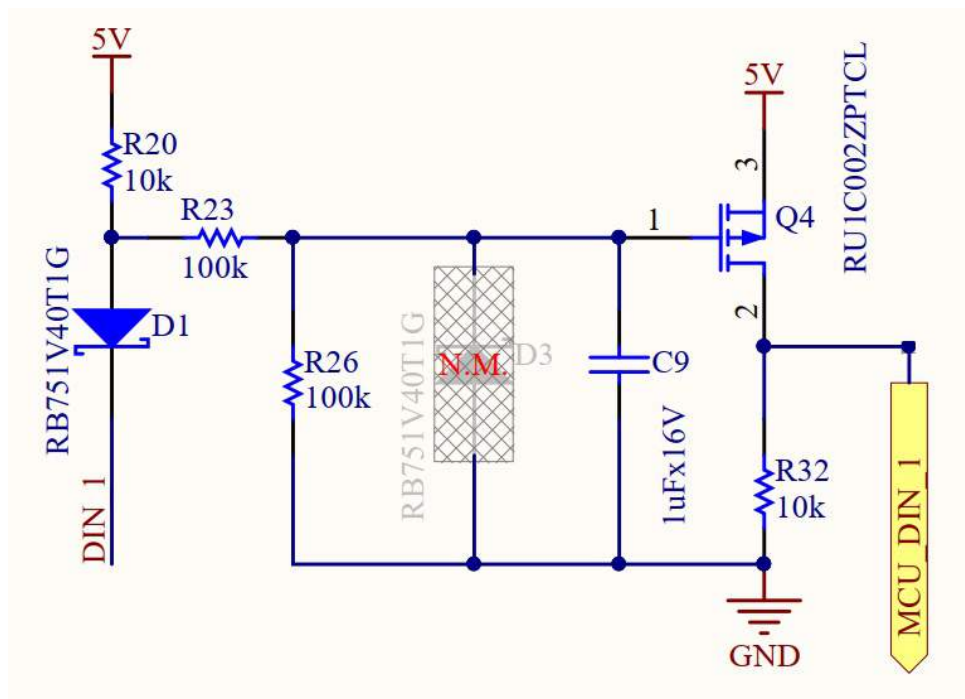 5V
R20
10k
R23
100k
RB751V40T1G
D1
DIN_1
R26
100k
RB751V40T1G
N.M.
D3
C9
1uFx16V
1
5V
3
Q4
RU1C002ZPTCL
2
R32
10k
GND
MCU_DIN_1